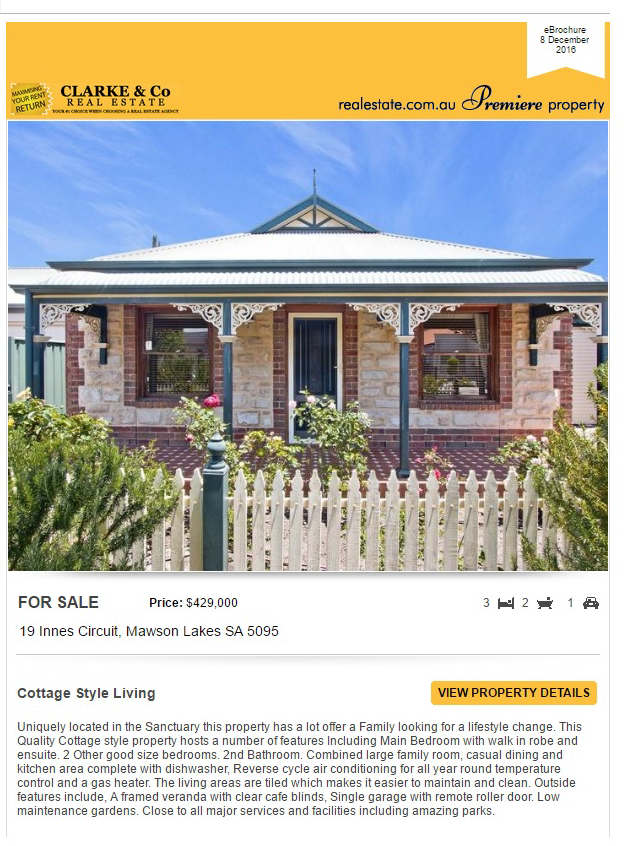 eBrochure
8 December
2016
MAXIMISING
YOUR RENT
RETURN
CLARKE & Co
REAL ESTATE
YOUR #1 CHOICE WHEN CHOOSING A REAL ESTATE AGENCY
realestate.com.au Premiere property
FOR SALE Price: $429,000 3 2 1
19 Innes Circuit, Mawson Lakes SA 5095
Cottage Style Living VIEW PROPERTY DETAILS
Uniquely located in the Sanctuary this property has a lot offer a Family looking for a lifestyle change. This
Quality Cottage style property hosts a number of features Including Main Bedroom with walk in robe and
ensuite. 2 Other good size bedrooms. 2nd Bathroom. Combined large family room, casual dining and
kitchen area complete with dishwasher, Reverse cycle air conditioning for all year round temperature
control and a gas heater. The living areas are tiled which makes it easier to maintain and clean. Outside
features include, A framed veranda with clear cafe blinds, Single garage with remote roller door. Low
maintenance gardens. Close to all major services and facilities including amazing parks.